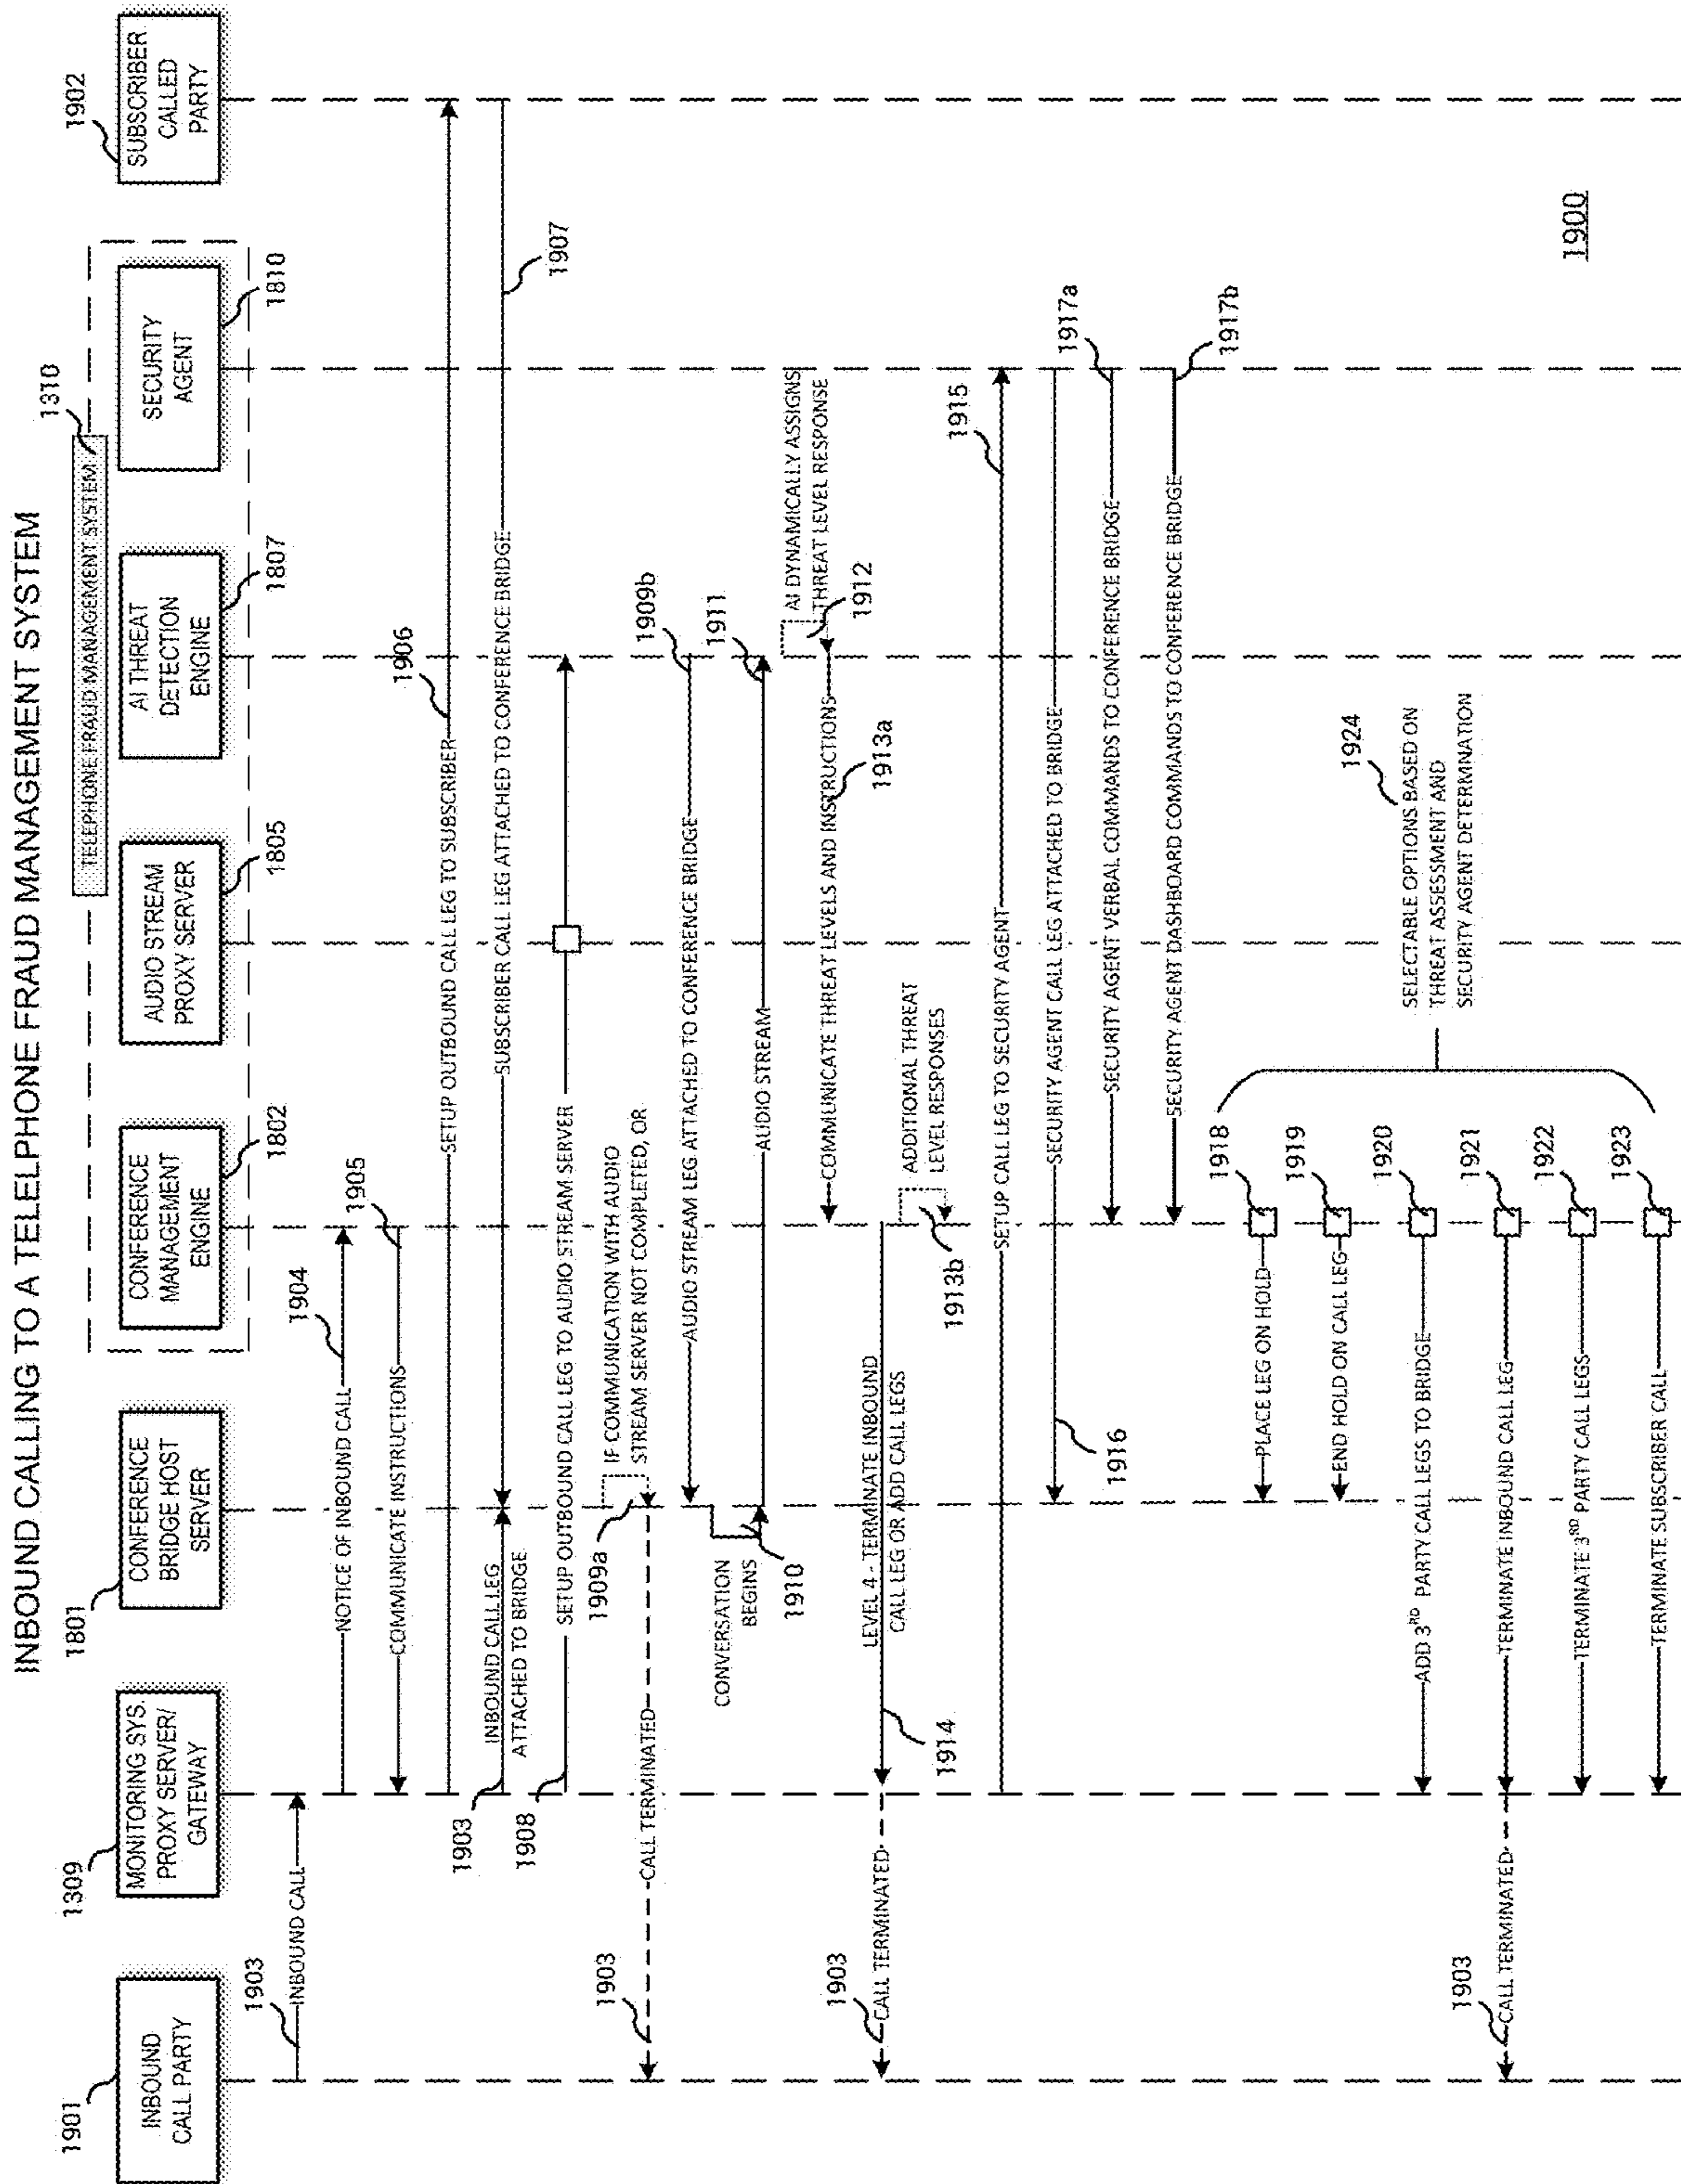 INBOUND CALLING TO A TELELPHONE FRAUD MANAGEMENT SYSTEM
TELEPHONE FRAUD MANAGEMENT SYSTEM
1310
1901
INBOUND
CALL PARTY
1309
MONITORING SYS.
PROXY SERVER/
GATEWAY
1801
CONFERENCE
BRIDGE HOST
SERVER
CONFERENCE
MANAGEMENT
ENGINE
1802
AUDIO STREAM
PROXY SERVER
1805
AI THREAT
DETECTION
ENGINE
1807
SECURITY
AGENT
1810
1902
SUBSCRIBER
CALLED
PARTY
1903
INBOUND CALL
1904
NOTICE OF INBOUND CALL
1905
COMMUNICATE INSTRUCTIONS
1906
SETUP OUTBOUND CALL LEG TO SUBSCRIBER
INBOUND CALL LEG
ATTACHED TO BRIDGE
1903
SUBSCRIBER CALL LEG ATTACHED TO CONFERENCE BRIDGE
1907
1908
SETUP OUTBOUND CALL LEG TO AUDIO STREAM SERVER
1909a
IF COMMUNICATION WITH AUDIO
STREAM SERVER NOT COMPLETED, OR
1903
CALL TERMINATED
AUDIO STREAM LEG ATTACHED TO CONFERENCE BRIDGE
1909b
CONVERSATION
BEGINS
1910
AUDIO STREAM
1911
AI DYNAMICALLY ASSIGNS
THREAT LEVEL RESPONSE
1912
COMMUNICATE THREAT LEVELS AND INSTRUCTIONS
1913a
1903
CALL TERMINATED
LEVEL 4 - TERMINATE INBOUND
CALL LEG OR ADD CALL LEGS
1914
ADDITIONAL THREAT
LEVEL RESPONSES
1913b
SETUP CALL LEG TO SECURITY AGENT
1915
SECURITY AGENT CALL LEG ATTACHED TO BRIDGE
1916
SECURITY AGENT VERBAL COMMANDS TO CONFERENCE BRIDGE
1917a
SECURITY AGENT DASHBOARD COMMANDS TO CONFERENCE BRIDGE
1917b
PLACE LEG ON HOLD
1918
END HOLD ON CALL LEG
1919
ADD 3RD PARTY CALL LEGS TO BRIDGE
1920
1903
CALL TERMINATED
TERMINATE INBOUND CALL LEG
1921
TERMINATE 3RD PARTY CALL LEGS
1922
TERMINATE SUBSCRIBER CALL
1923
1924
SELECTABLE OPTIONS BASED ON
THREAT ASSESSMENT AND
SECURITY AGENT DETERMINATION
1900